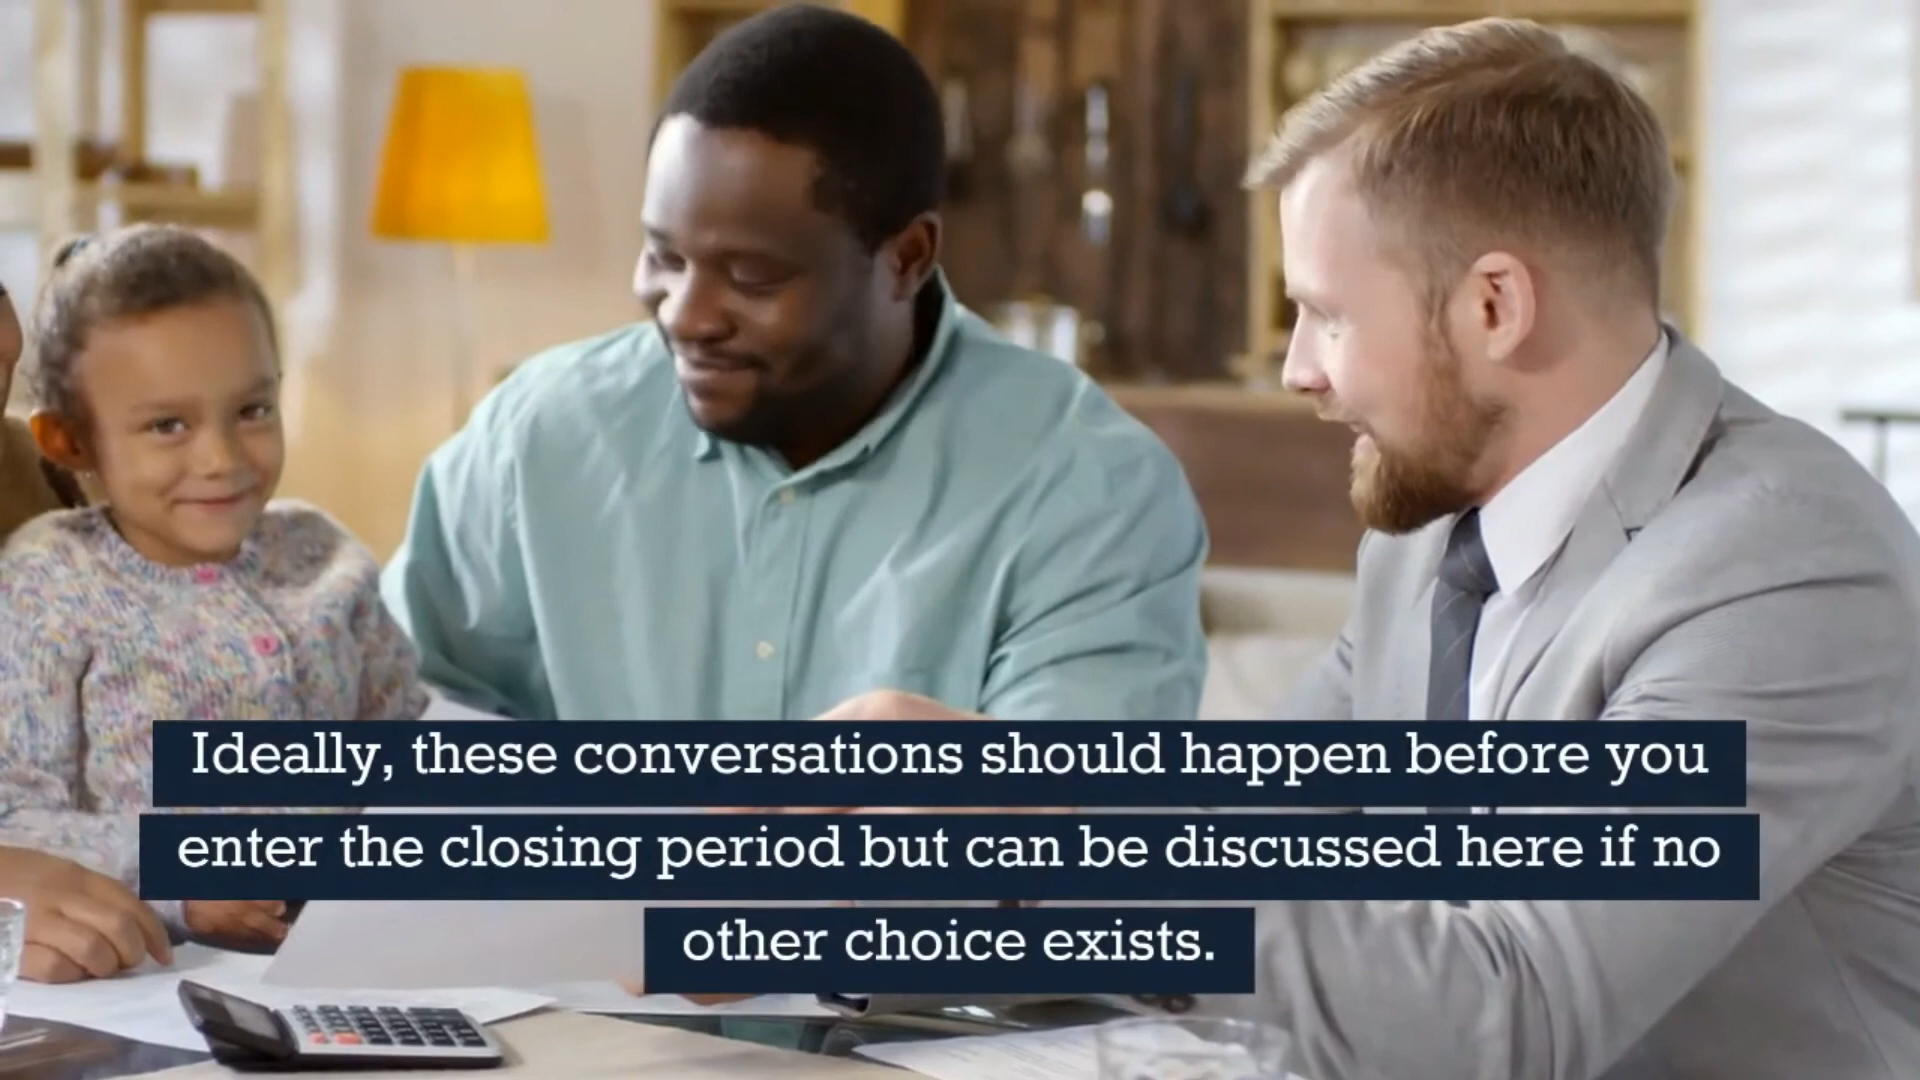 Ideally, these conversations should happen before you
enter the closing period but can be discussed here if no
other choice exists.